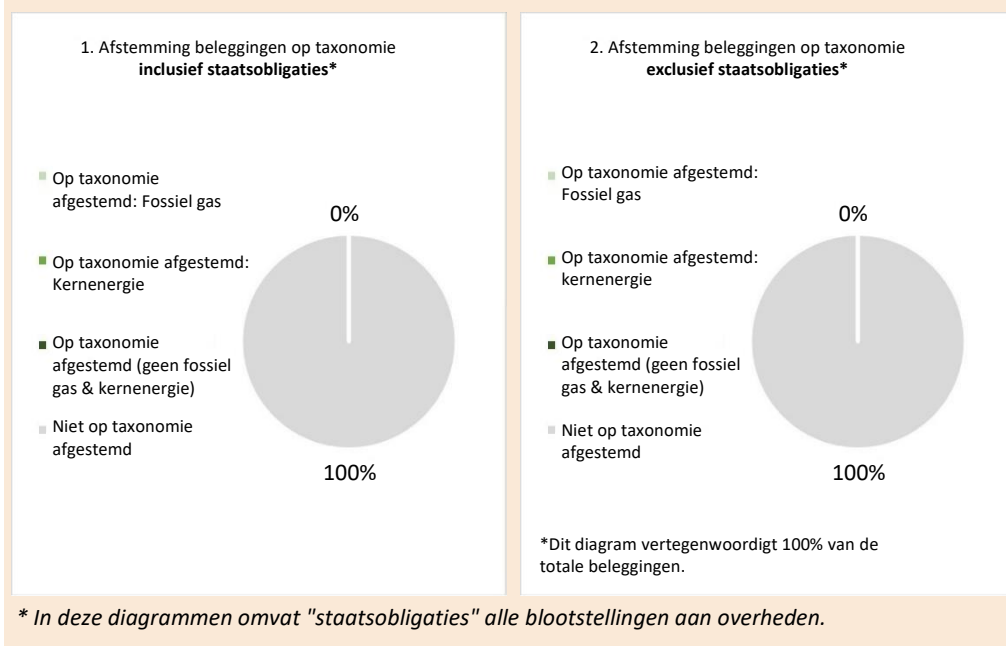 1. Afstemming beleggingen op taxonomie
inclusief staatsobligaties*
Op taxonomie
afgestemd: Fossiel gas
Op taxonomie afgestemd:
Kernenergie
Op taxonomie
afgestemd (geen fossiel
gas & kernenergie)
Niet op taxonomie
afgestemd
0%
100%
2. Afstemming beleggingen op taxonomie
exclusief staatsobligaties*
Op taxonomie afgestemd:
Fossiel gas
Op taxonomie afgestemd:
kernenergie
Op taxonomie
afgestemd (geen fossiel
gas & kernenergie)
Niet op taxonomie
afgestemd
0%
100%
*Dit diagram vertegenwoordigt 100% van de
totale beleggingen.
* In deze diagrammen omvat "staatsobligaties" alle blootstellingen aan overheden.